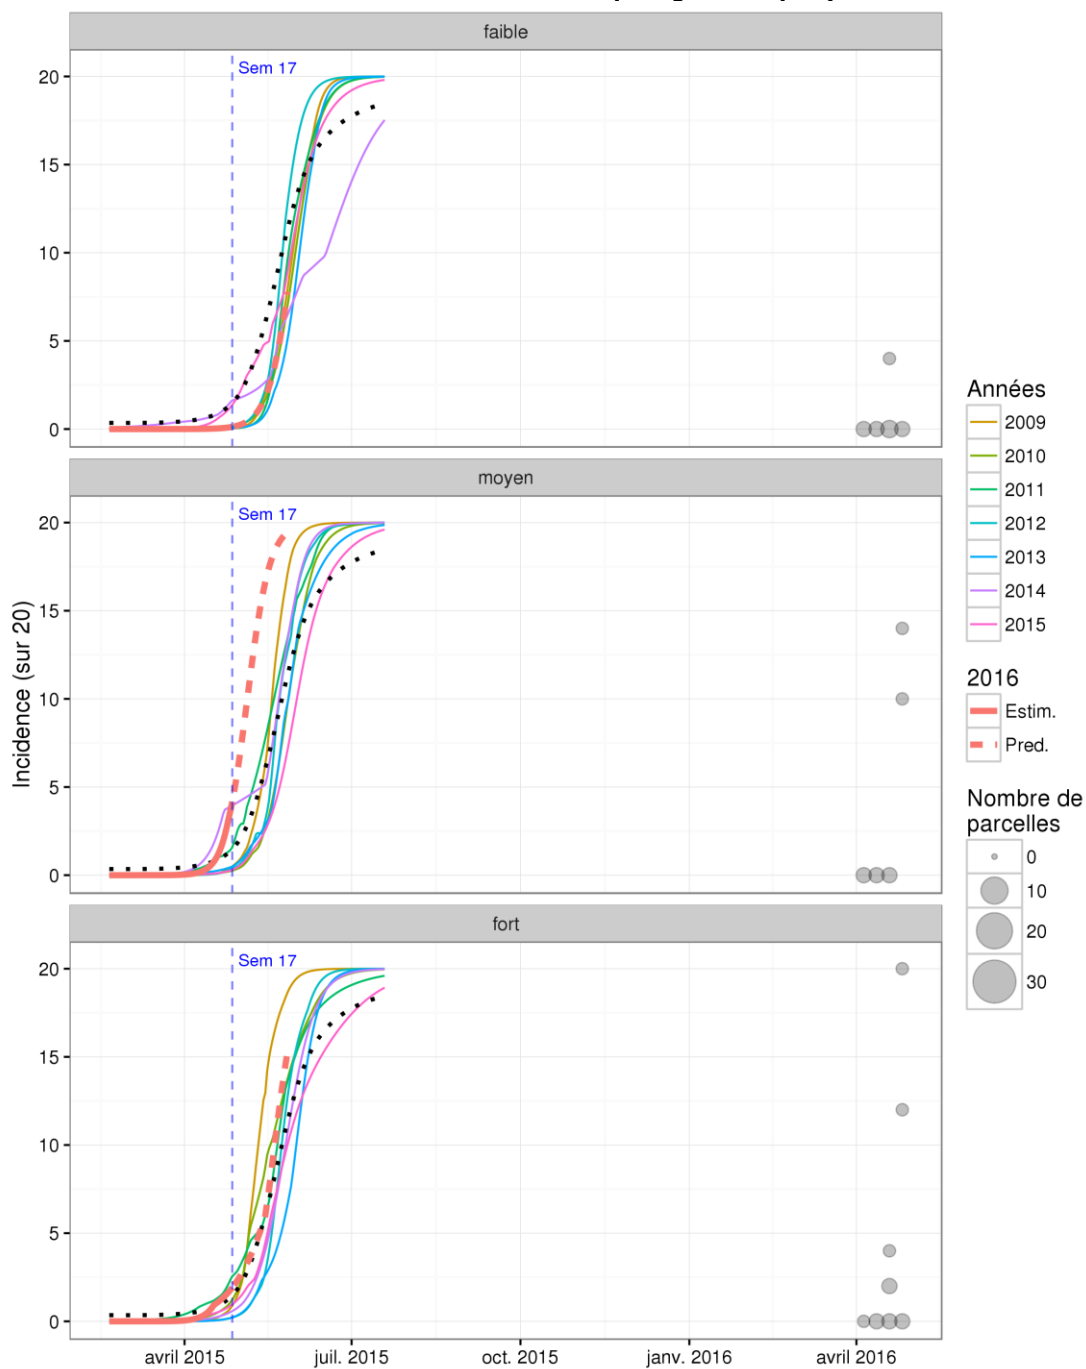 faible
Sem 17
20
15
10
5
0
moyen
Sem 17
20
15
10
5
0
fort
Sem 17
20
15
10
5
0
Incidence (sur 20)
avril 2015
juil. 2015
oct. 2015
janv. 2016
avril 2016
Années
2009
2010
2011
2012
2013
2014
2015
2016
Estim.
Pred.
Nombre de
parcelles
0
10
20
30